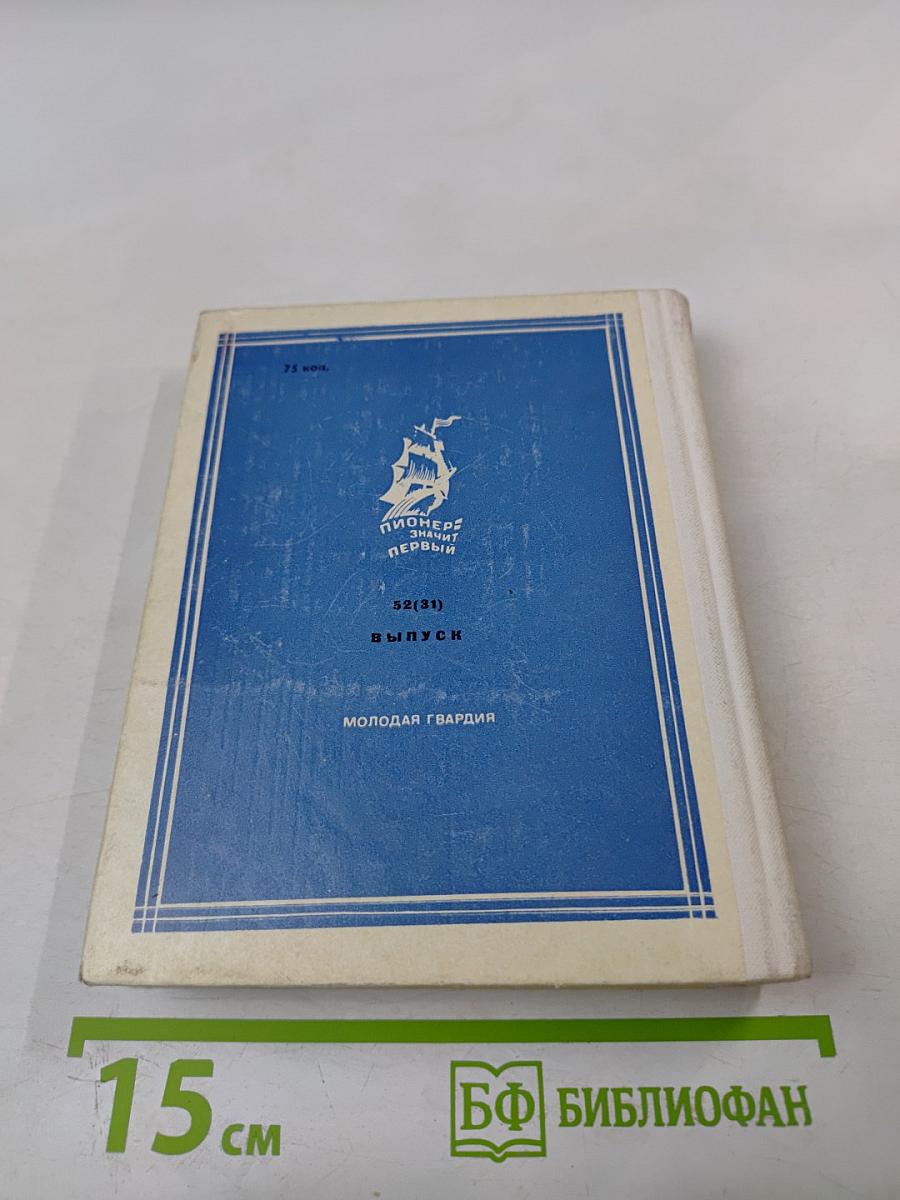 75 коп.
ПИОНЕР-
ЗНАЧИТ
ПЕРВЫЙ
52(31)
ВЫПУСК
МОЛОДАЯ ГВАРДИЯ
15 см
БФ БИБЛИОФАН